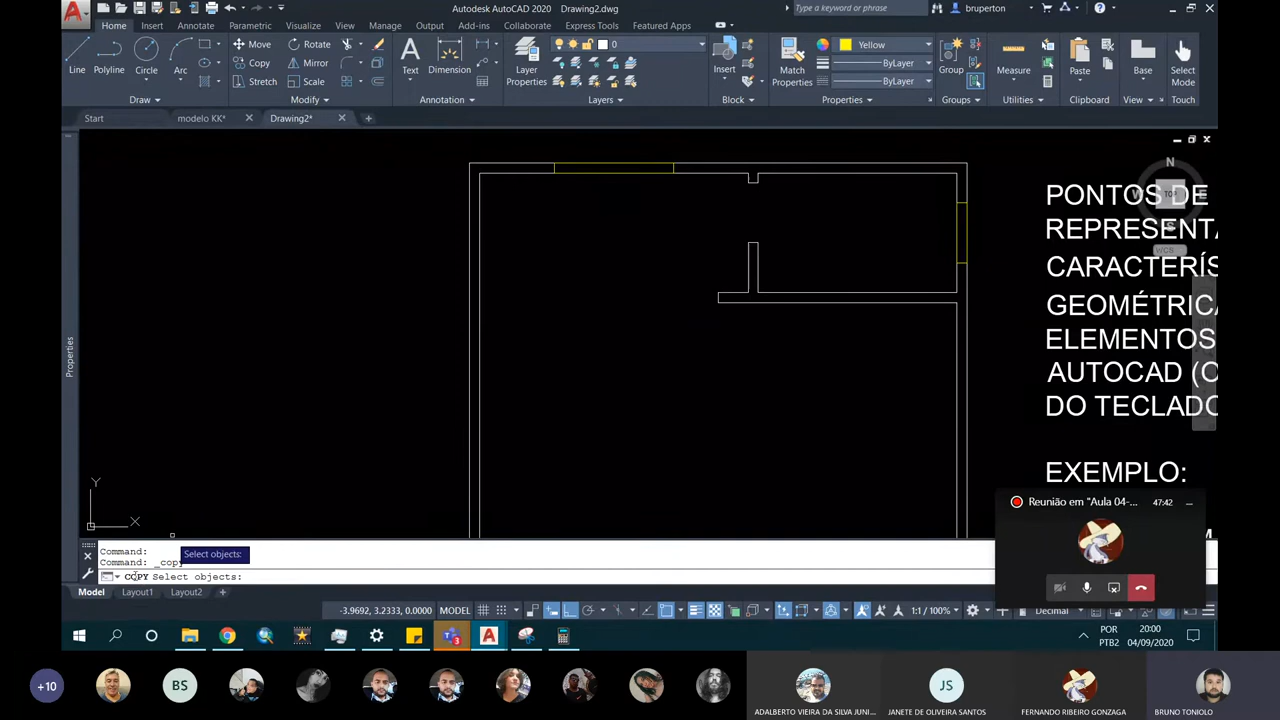 Autodesk AutoCAD 2020 Drawing2.dwg
Type a keyword or phrase
bruperton
Home Insert Annotate Parametric View Manage Output Add-ins Collaborate Express Tools Featured Apps
Line Polyline Circle Arc
Move Rotate
Copy Mirror
Stretch Scale
Text Dimension
Layer Properties
0
Insert
Match Properties
Yellow
ByLayer
ByLayer
Group
Measure
Paste
Base
Select Mode
Draw Modify Annotation Layers Block Properties Groups Utilities Clipboard View Touch
Start modelo KK* Drawing2*
N
W TOP E
S
WCS
PONTOS DE
REPRESENTA
CARACTERÍS
GEOMÉTRICA
ELEMENTOS
AUTOCAD (C
DO TECLADO
EXEMPLO:
Properties
Y
X
Reunião em "Aula 04-... 47:42
Command:
Command: _copy
Select objects:
COPY Select objects:
Model Layout1 Layout2
-3.9692, 3.2333, 0.0000 MODEL 1:1 / 100% Decimal
POR
PTB2
20:00
04/09/2020
3
+10 BS JS
ADALBERTO VIEIRA DA SILVA JUNI... JANETE DE OLIVEIRA SANTOS FERNANDO RIBEIRO GONZAGA BRUNO TONIOLO